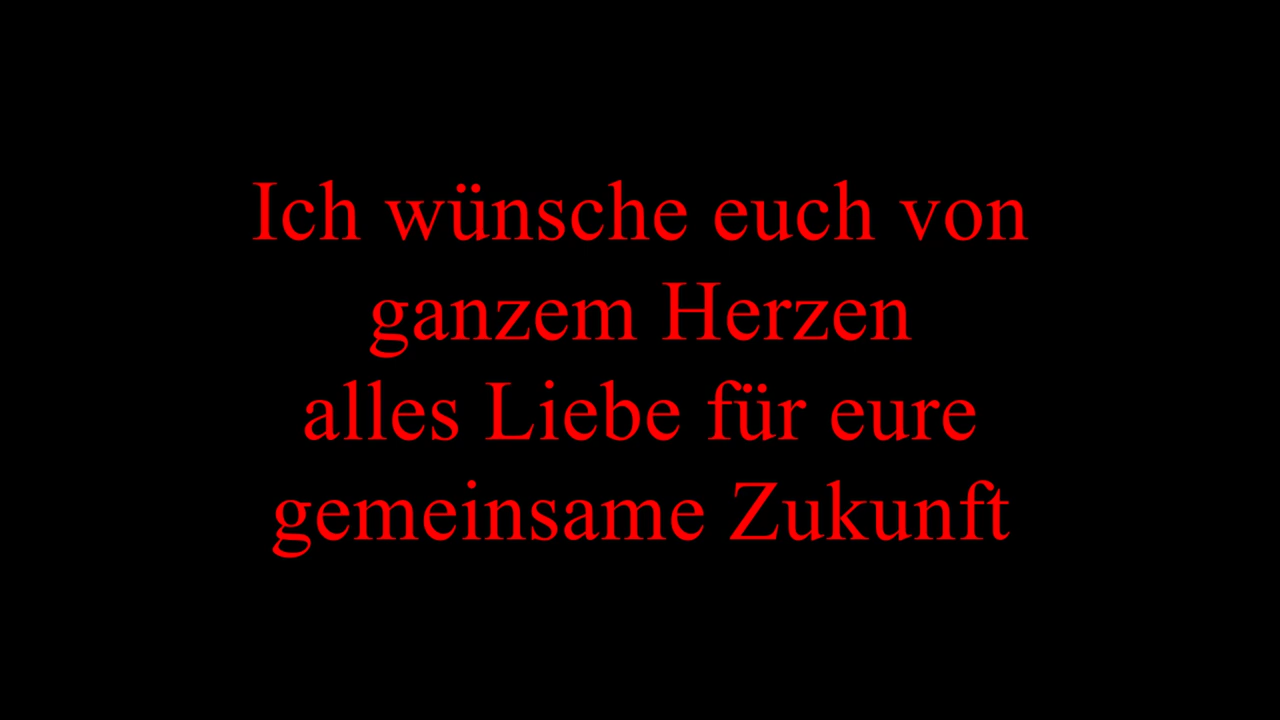 Ich wünsche euch von
ganzem Herzen
alles Liebe für eure
gemeinsame Zukunft